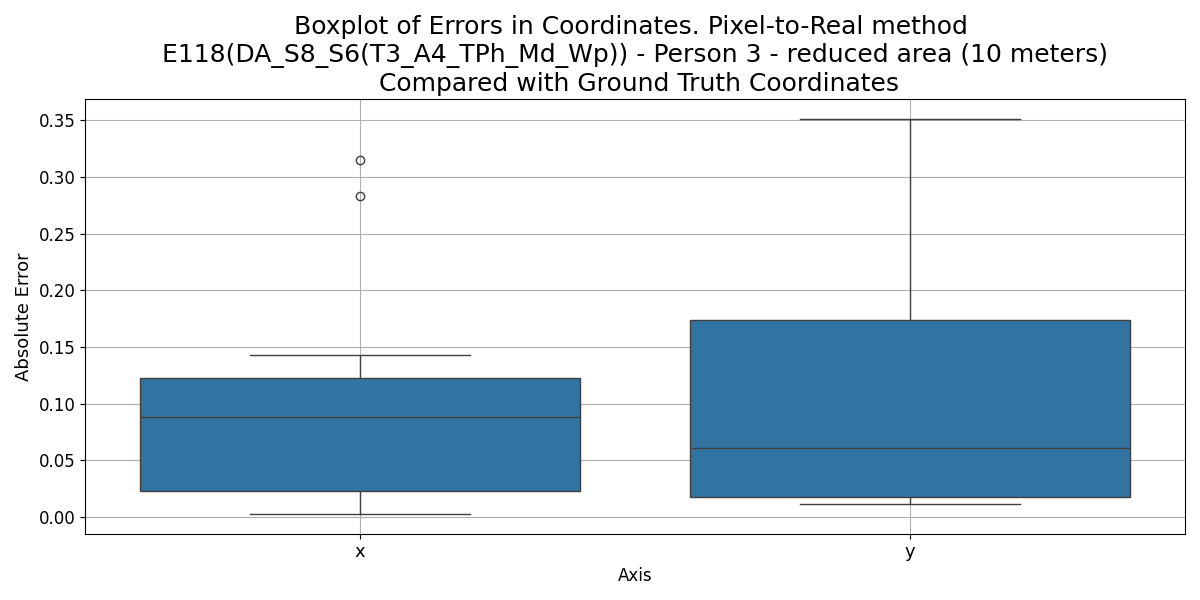 Boxplot of Errors in Coordinates. Pixel-to-Real method
E118(DA_S8_S6(T3_A4_TPh_Md_Wp)) - Person 3 - reduced area (10 meters)
Compared with Ground Truth Coordinates
Absolute Error
0.35
0.30
0.25
0.20
0.15
0.10
0.05
0.00
x
y
Axis